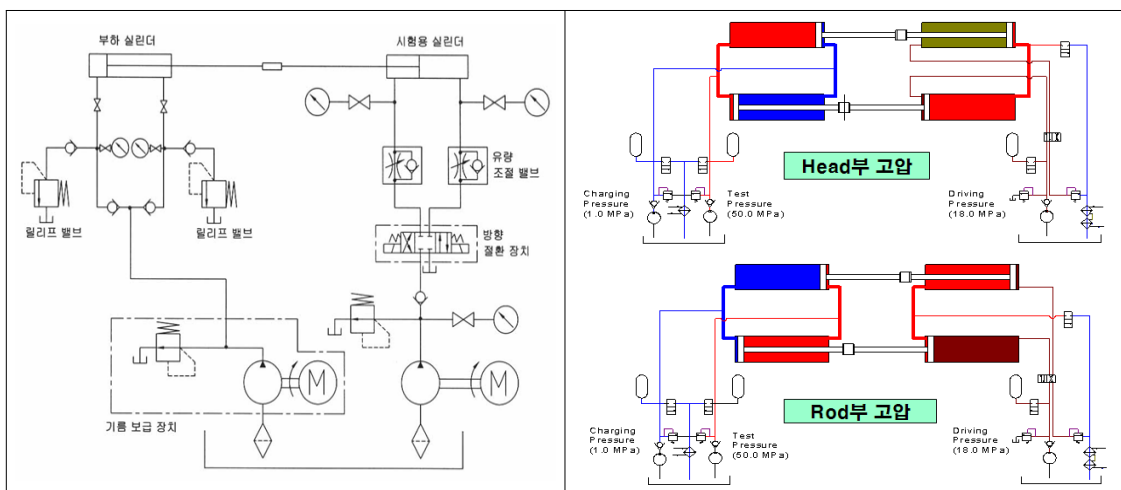 부하 실린더
시험용 실린더
유량
조절 밸브
릴리프 밸브
릴리프 밸브
방향
절환 장치
M
M
기름 보급 장치
Head부 고압
Charging
Pressure
(1.0 MPa)
Test
Pressure
(50.0 MPa)
Driving
Pressure
(18.0 MPa)
Rod부 고압
Charging
Pressure
(1.0 MPa)
Test
Pressure
(50.0 MPa)
Driving
Pressure
(18.0 MPa)